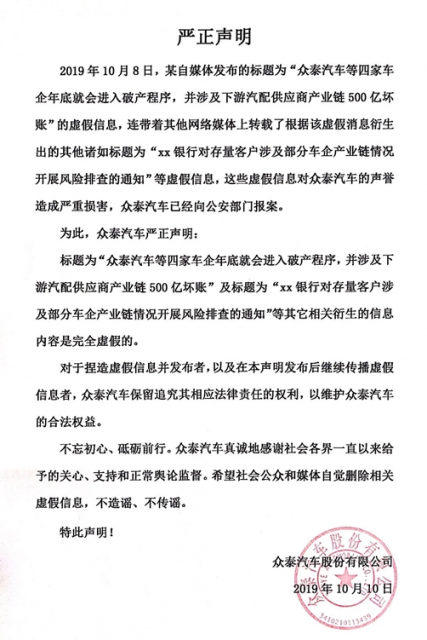 严正声明
2019 年 10 月 8 日，某自媒体发布的标题为“众泰汽车等四家车
企年底就会进入破产程序，并涉及下游汽配供应商产业链 500 亿坏
账”的虚假信息，连带着其他网络媒体上转载了根据该虚假消息衍生
出的其他诸如标题为“xx 银行对存量客户涉及部分车企产业链情况
开展风险排查的通知”等虚假信息，这些虚假信息对众泰汽车的声誉
造成严重损害，众泰汽车已经向公安部门报案。
为此，众泰汽车严正声明：
标题为“众泰汽车等四家车企年底就会进入破产程序，并涉及下
游汽配供应商产业链 500 亿坏账”及标题为“xx 银行对存量客户涉
及部分车企产业链情况开展风险排查的通知”等其它相关衍生的信息
内容是完全虚假的。
对于捏造虚假信息并发布者，以及在本声明发布后继续传播虚假
信息者，众泰汽车保留追究其相应法律责任的权利，以维护众泰汽车
的合法权益。
不忘初心、砥砺前行。众泰汽车真诚地感谢社会各界一直以来给
予的关心、支持和正常舆论监督。希望社会公众和媒体自觉删除相关
虚假信息，不造谣、不传谣。
特此声明！
众泰汽车股份有限公司
2019 年 10 月 10 日
众泰汽车股份有限公司